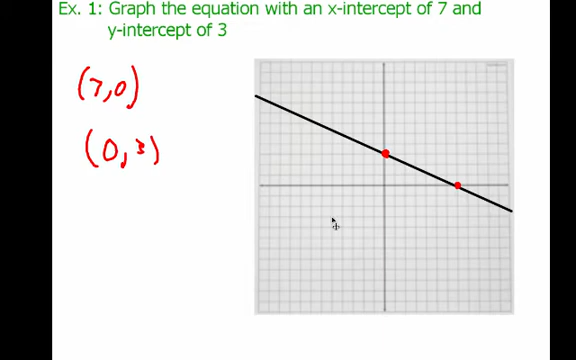 Ex. 1: Graph the equation with an x-intercept of 7 and
y-intercept of 3
(7,0)
(0,3)